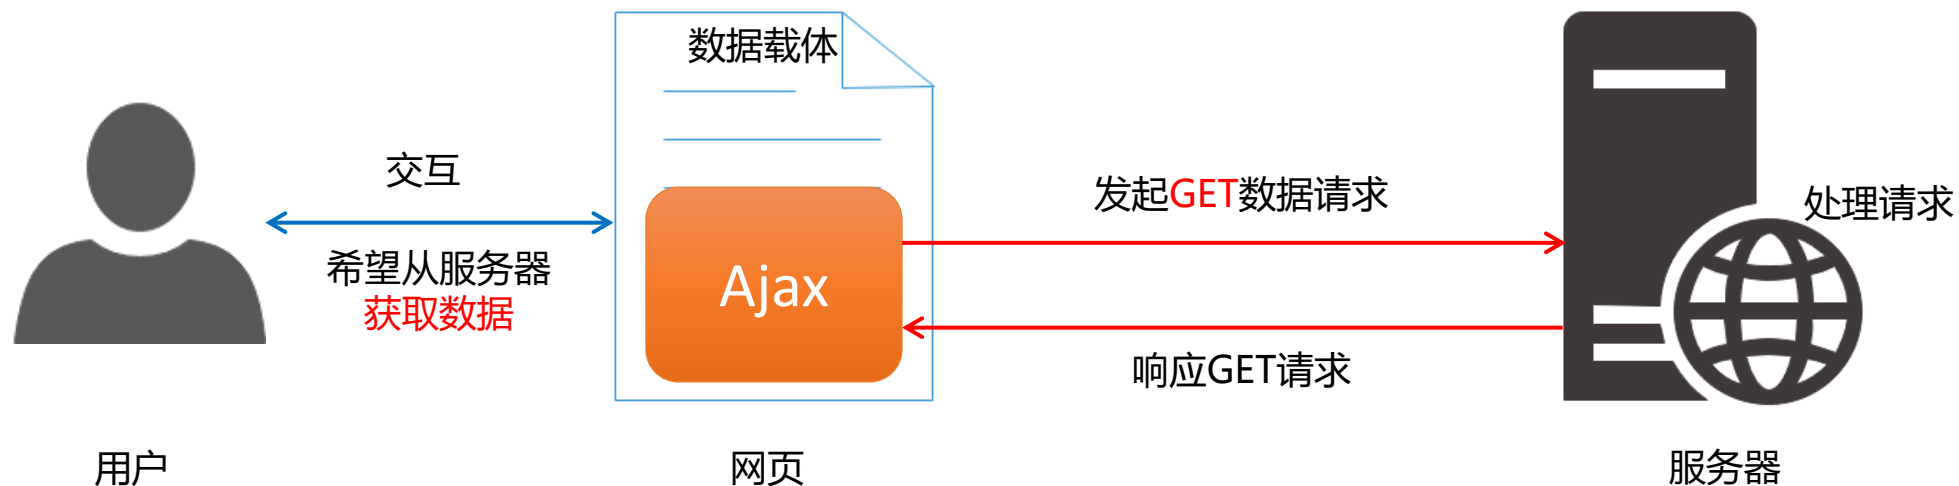 数据载体
交互
希望从服务器
获取数据
Ajax
发起GET数据请求
响应GET请求
处理请求
用户
网页
服务器